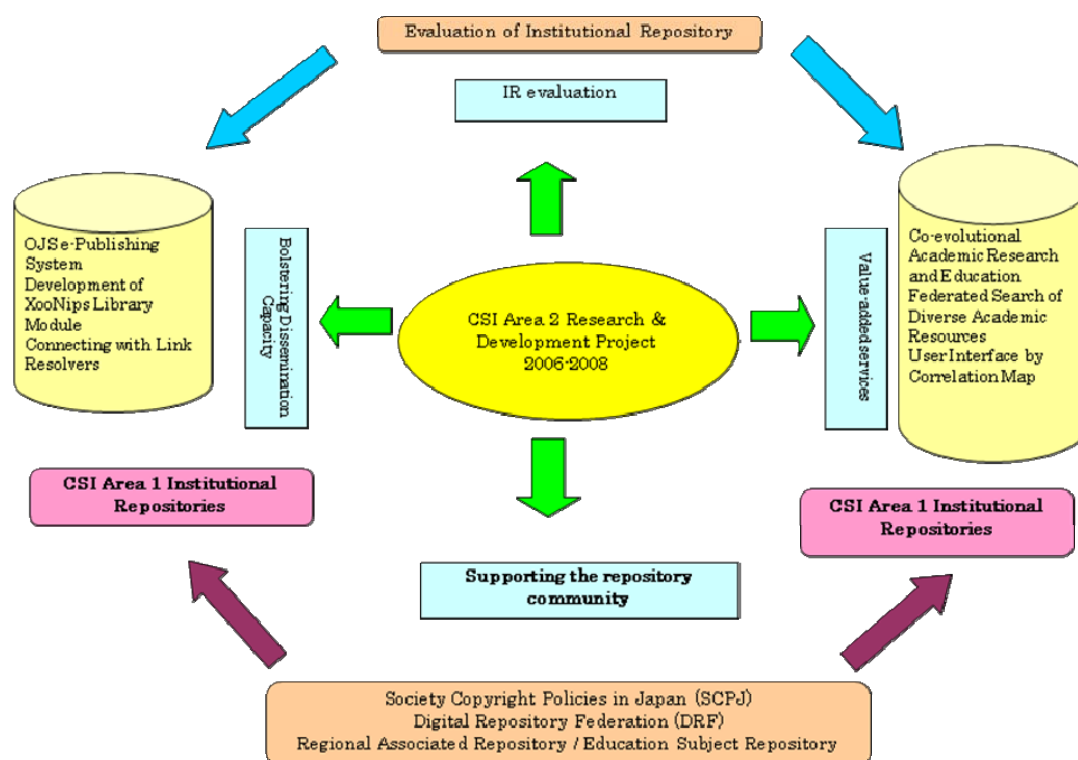 Evaluation of Institutional Repository
IR evaluation
OJS e-Publishing
System
Development of
XooNips Library
Module
Connecting with Link
Resolvers
Bolstering Dissemination
Capacity
CSI Area 2 Research &
Development Project
2006-2008
Value-added services
Co-evolutional
Academic Research
and Education
Federated Search of
Diverse Academic
Resources
User Interface by
Correlation Map
CSI Area 1 Institutional
Repositories
CSI Area 1 Institutional
Repositories
Supporting the repository
community
Society Copyright Policies in Japan (SCPJ)
Digital Repository Federation (DRF)
Regional Associated Repository / Education Subject Repository